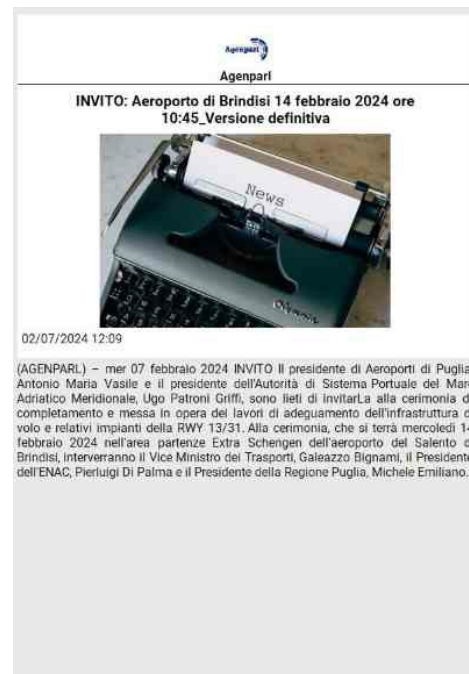 Agenparl
Agenparl
INVITO: Aeroporto di Brindisi 14 febbraio 2024 ore
10:45_Versione definitiva
News
Olympia
02/07/2024 12:09
(AGENPARL) – mer 07 febbraio 2024 INVITO Il presidente di Aeroporti di Puglia
Antonio Maria Vasile e il presidente dell'Autorità di Sistema Portuale del Mar
Adriatico Meridionale, Ugo Patroni Griffi, sono lieti di invitarLa alla cerimonia d
completamento e messa in opera dei lavori di adeguamento dell'infrastruttura d
volo e relativi impianti della RWY 13/31. Alla cerimonia, che si terrà mercoledì 14
febbraio 2024 nell'area partenze Extra Schengen dell'aeroporto del Salento d
Brindisi, interverranno il Vice Ministro dei Trasporti, Galeazzo Bignami, il Presidente
dell'ENAC, Pierluigi Di Palma e il Presidente della Regione Puglia, Michele Emiliano.